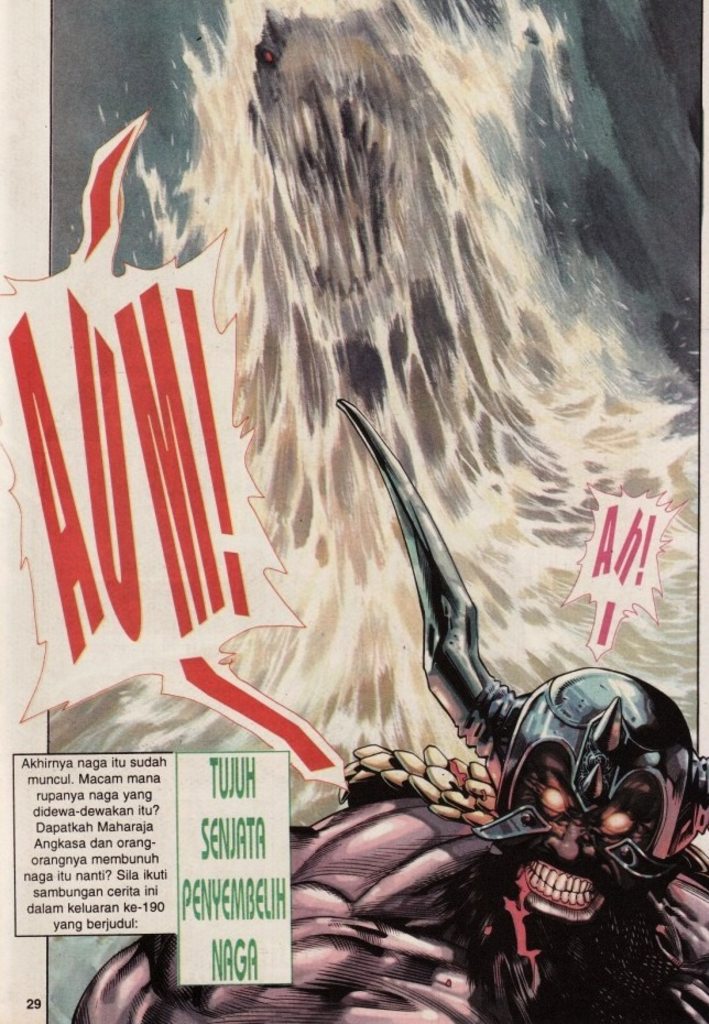 AUM!
Ah!
Akhirnya naga itu sudah
muncul. Macam mana
rupanya naga yang
didewa-dewakan itu?
Dapatkah Maharaja
Angkasa dan orang-
orangnya membunuh
naga itu nanti? Sila ikuti
sambungan cerita ini
dalam keluaran ke-190
yang berjudul:
TUJUH
SENJATA
PENYEMBELIH
NAGA
29